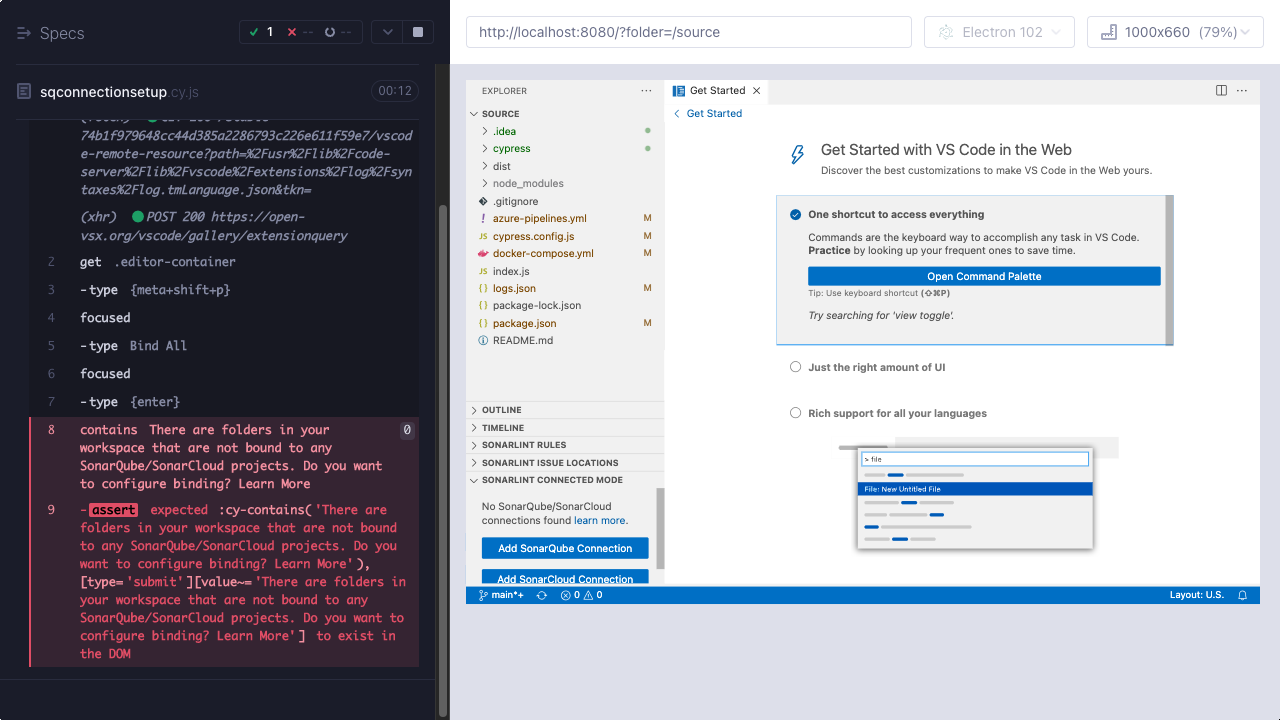 Specs
1
--
--
sqconnectionsetup.cy.js
00:12
74b1f979648cc44d385a2286793c226e611f59e7/vscod
e-remote-resource?path=%2Fusr%2Flib%2Fcode-
server%2Flib%2Fvscode%2Fextensions%2Flog%2Fsyn
taxes%2Flog.tmLanguage.json&tkn=
(xhr) POST 200 https://open-
vsx.org/vscode/gallery/extensionquery
2 get .editor-container
3 -type {meta+shift+p}
4 focused
5 -type Bind All
6 focused
7 -type {enter}
8 contains There are folders in your 0
workspace that are not bound to any
SonarQube/SonarCloud projects. Do you want
to configure binding? Learn More
9 -assert expected :cy-contains('There are
folders in your workspace that are not bound
to any SonarQube/SonarCloud projects. Do you
want to configure binding? Learn More'),
[type='submit'][value~='There are folders in
your workspace that are not bound to any
SonarQube/SonarCloud projects. Do you want to
configure binding? Learn More'] to exist in
the DOM
http://localhost:8080/?folder=/source
Electron 102
1000x660 (79%)
EXPLORER
SOURCE
.idea
cypress
dist
node_modules
.gitignore
azure-pipelines.yml M
JS cypress.config.js M
docker-compose.yml M
JS index.js
{} logs.json M
{} package-lock.json
{} package.json M
README.md
OUTLINE
TIMELINE
SONARLINT RULES
SONARLINT ISSUE LOCATIONS
SONARLINT CONNECTED MODE
No SonarQube/SonarCloud
connections found learn more.
Add SonarQube Connection
Add SonarCloud Connection
Get Started
Get Started
Get Started with VS Code in the Web
Discover the best customizations to make VS Code in the Web yours.
One shortcut to access everything
Commands are the keyboard way to accomplish any task in VS Code.
Practice by looking up your frequent ones to save time.
Open Command Palette
Tip: Use keyboard shortcut (⇧⌘P)
Try searching for 'view toggle'.
Just the right amount of UI
Rich support for all your languages
> file
File: New Untitled File
main*+ 0 0
Layout: U.S.